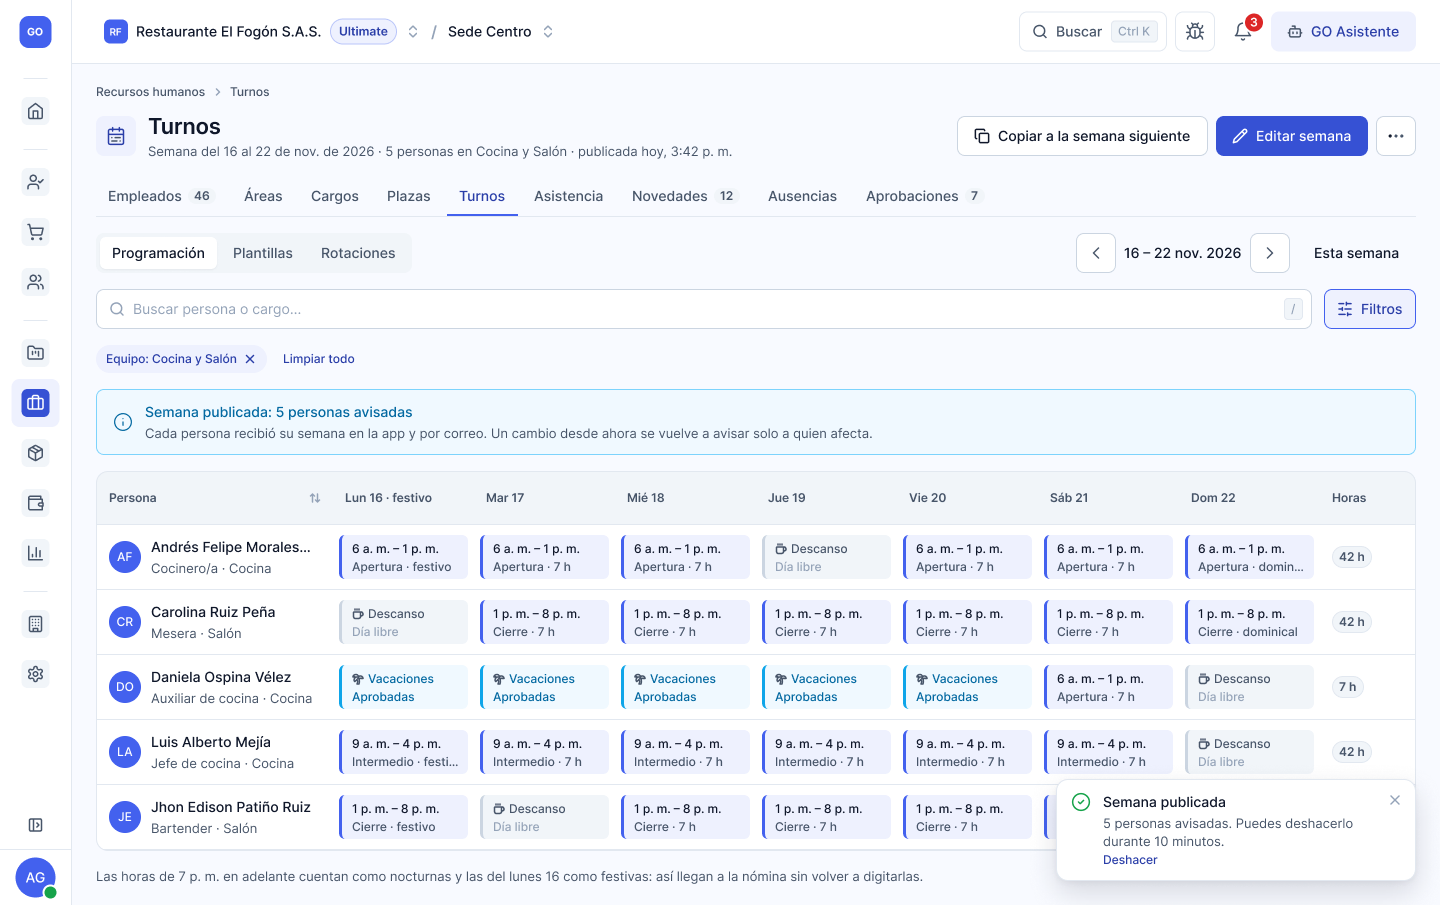 GO
RF Restaurante El Fogón S.A.S. Ultimate / Sede Centro
Buscar Ctrl K
3
GO Asistente
Recursos humanos > Turnos
Turnos
Semana del 16 al 22 de nov. de 2026 · 5 personas en Cocina y Salón · publicada hoy, 3:42 p. m.
Copiar a la semana siguiente
Editar semana
Empleados 46 Áreas Cargos Plazas Turnos Asistencia Novedades 12 Ausencias Aprobaciones 7
Programación Plantillas Rotaciones
16 – 22 nov. 2026
Esta semana
Buscar persona o cargo... /
Filtros
Equipo: Cocina y Salón
Limpiar todo
Semana publicada: 5 personas avisadas
Cada persona recibió su semana en la app y por correo. Un cambio desde ahora se vuelve a avisar solo a quien afecta.
Persona Lun 16 · festivo Mar 17 Mié 18 Jue 19 Vie 20 Sáb 21 Dom 22 Horas
AF
Andrés Felipe Morales... 6 a. m. – 1 p. m. 6 a. m. – 1 p. m. 6 a. m. – 1 p. m. Descanso 6 a. m. – 1 p. m. 6 a. m. – 1 p. m. 6 a. m. – 1 p. m. 42 h
Cocinero/a · Cocina Apertura · festivo Apertura · 7 h Apertura · 7 h Día libre Apertura · 7 h Apertura · 7 h Apertura · domin...
CR
Carolina Ruiz Peña Descanso 1 p. m. – 8 p. m. 1 p. m. – 8 p. m. 1 p. m. – 8 p. m. 1 p. m. – 8 p. m. 1 p. m. – 8 p. m. 1 p. m. – 8 p. m. 42 h
Mesera · Salón Día libre Cierre · 7 h Cierre · 7 h Cierre · 7 h Cierre · 7 h Cierre · 7 h Cierre · dominical
DO
Daniela Ospina Vélez Vacaciones Vacaciones Vacaciones Vacaciones Vacaciones 6 a. m. – 1 p. m. Descanso 7 h
Auxiliar de cocina · Cocina Aprobadas Aprobadas Aprobadas Aprobadas Aprobadas Apertura · 7 h Día libre
LA
Luis Alberto Mejía 9 a. m. – 4 p. m. 9 a. m. – 4 p. m. 9 a. m. – 4 p. m. 9 a. m. – 4 p. m. 9 a. m. – 4 p. m. 9 a. m. – 4 p. m. Descanso 42 h
Jefe de cocina · Cocina Intermedio · festi... Intermedio · 7 h Intermedio · 7 h Intermedio · 7 h Intermedio · 7 h Intermedio · 7 h Día libre
JE
Jhon Edison Patiño Ruiz 1 p. m. – 8 p. m. Descanso 1 p. m. – 8 p. m. 1 p. m. – 8 p. m. 1 p. m. – 8 p. m.
Bartender · Salón Cierre · festivo Día libre Cierre · 7 h Cierre · 7 h Cierre · 7 h
Semana publicada
5 personas avisadas. Puedes deshacerlo
durante 10 minutos.
Deshacer
Las horas de 7 p. m. en adelante cuentan como nocturnas y las del lunes 16 como festivas: así llegan a la nómina sin volver a digitarlas.
AG